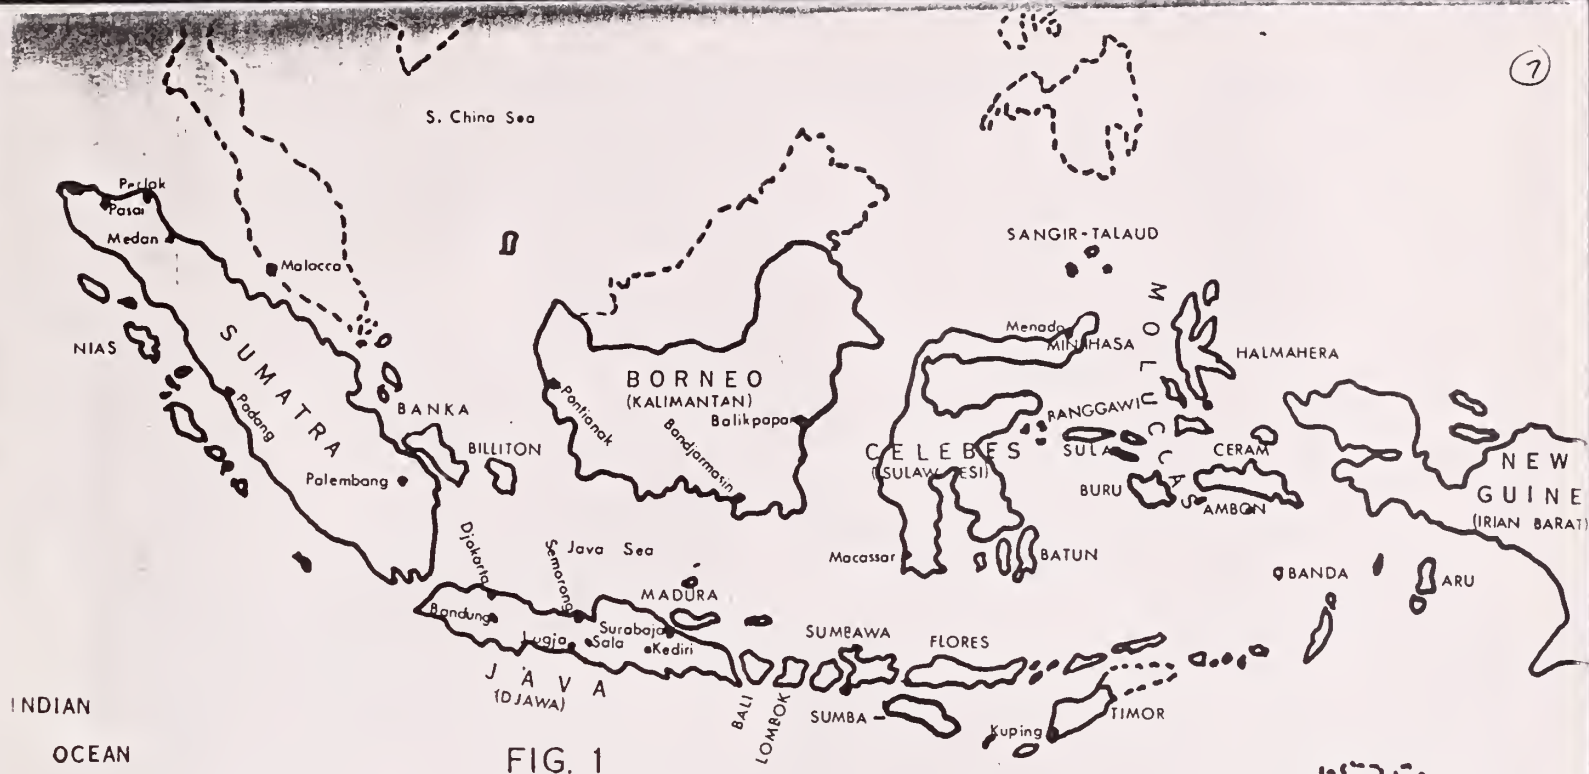 7
S. China Sea
Perlak
Pasai
Medan
Malacca
NIAS
SUMATRA
Padang
BANKA
BILLITON
Palembang
BORNEO
(KALIMANTAN)
Pontianak
Bandjarmasin
Balikpapan
SANGIR-TALAUD
MOLUCCAS
Menado
MINAHASA
HALMAHERA
BANGGAWI
CELEBES
(SULAWESI)
SULA
CERAM
BURU
AMBON
NEW
GUINE
(IRIAN BARAT)
Macassar
BATUN
BANDA
ARU
Java Sea
Djakarta
Semarang
MADURA
Bandung
Surabaja
Sala
Kediri
JAVA
(DJAWA)
BALI
LOMBOK
SUMBAWA
FLORES
SUMBA
Kuping
TIMOR
INDIAN
OCEAN
FIG. 1